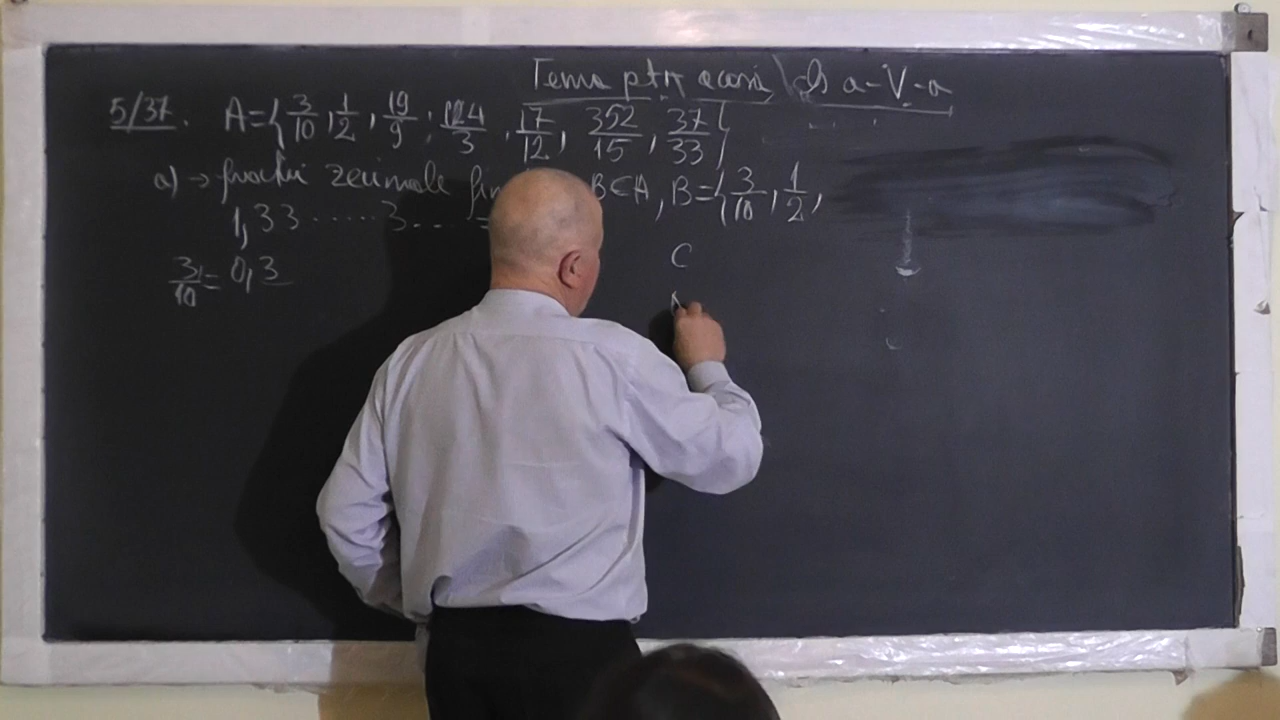 Tema ptr acasă cls a-V-a
5/37. A={3/10, 1/2, 19/9, 124/3, 17/12, 352/15, 37/33}
a) → fracții zecimale fin B⊂A, B={3/10, 1/2,
1,33.....3....
C
3/10 = 0,3